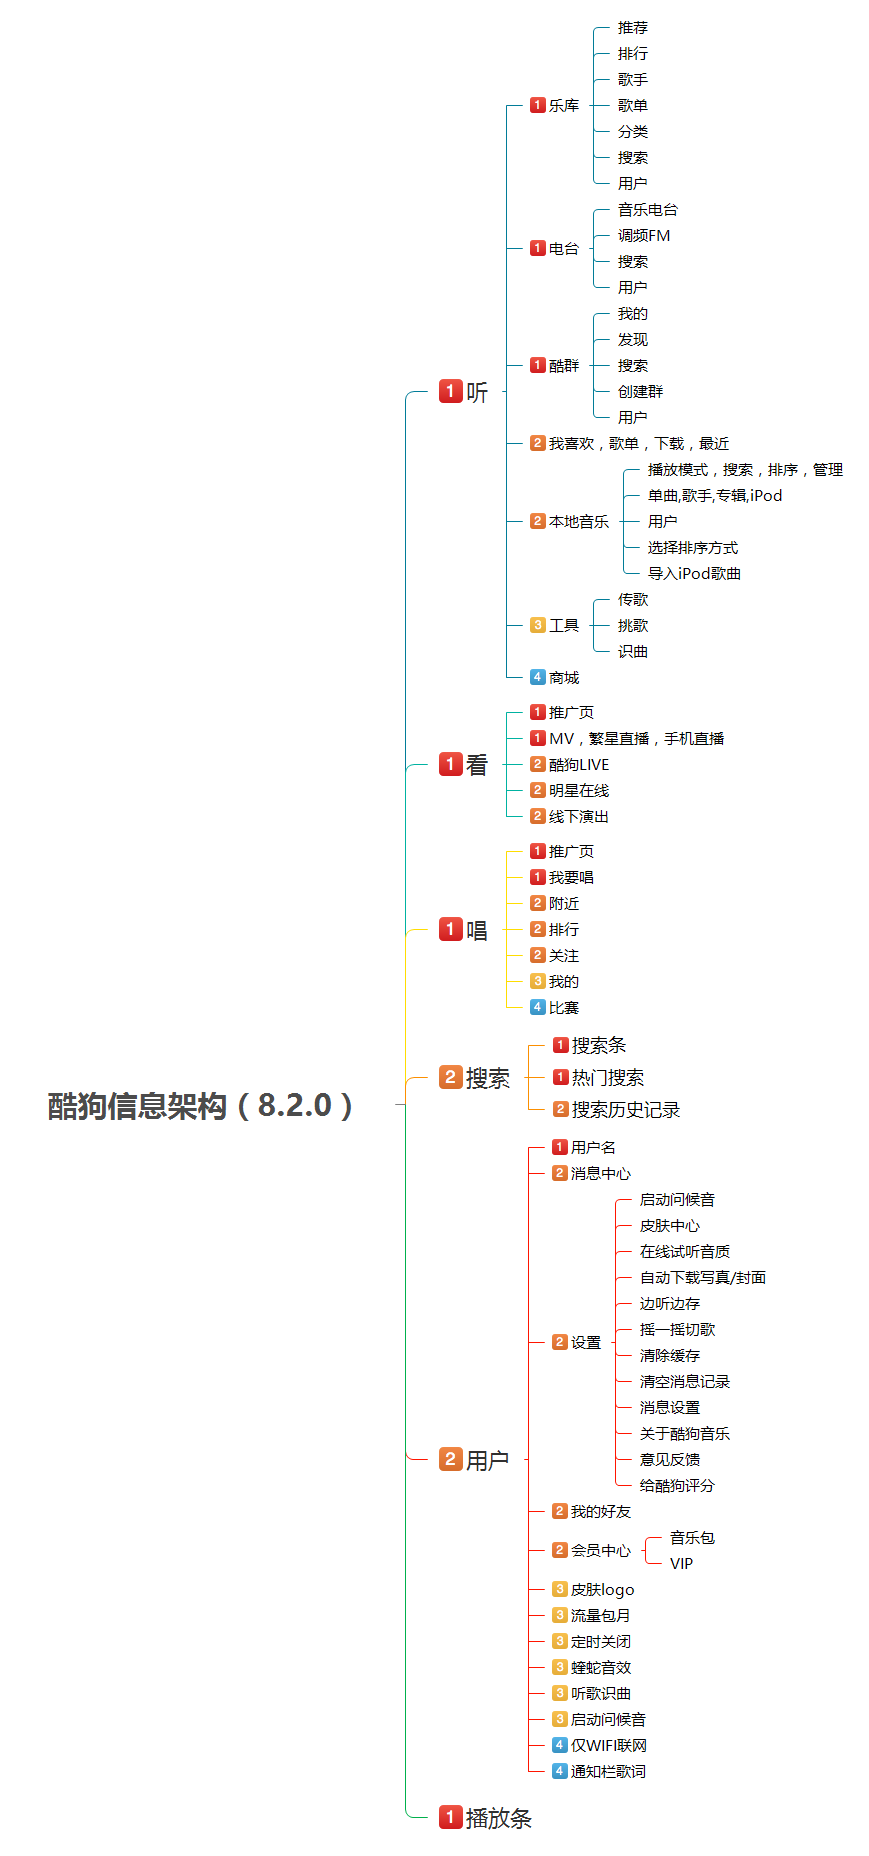 酷狗信息架构（8.2.0）
1 听
1 乐库
推荐
排行
歌手
歌单
分类
搜索
用户
1 电台
音乐电台
调频FM
搜索
用户
1 酷群
我的
发现
搜索
创建群
用户
2 我喜欢，歌单，下载，最近
2 本地音乐
播放模式，搜索，排序，管理
单曲,歌手,专辑,iPod
用户
选择排序方式
导入iPod歌曲
3 工具
传歌
挑歌
识曲
4 商城
1 看
1 推广页
1 MV，繁星直播，手机直播
2 酷狗LIVE
2 明星在线
2 线下演出
1 唱
1 推广页
1 我要唱
2 附近
2 排行
2 关注
3 我的
4 比赛
2 搜索
1 搜索条
1 热门搜索
2 搜索历史记录
2 用户
1 用户名
2 消息中心
2 设置
启动问候音
皮肤中心
在线试听音质
自动下载写真/封面
边听边存
摇一摇切歌
清除缓存
清空消息记录
消息设置
关于酷狗音乐
意见反馈
给酷狗评分
2 我的好友
2 会员中心
音乐包
VIP
3 皮肤logo
3 流量包月
3 定时关闭
3 蝰蛇音效
3 听歌识曲
3 启动问候音
4 仅WIFI联网
4 通知栏歌词
1 播放条